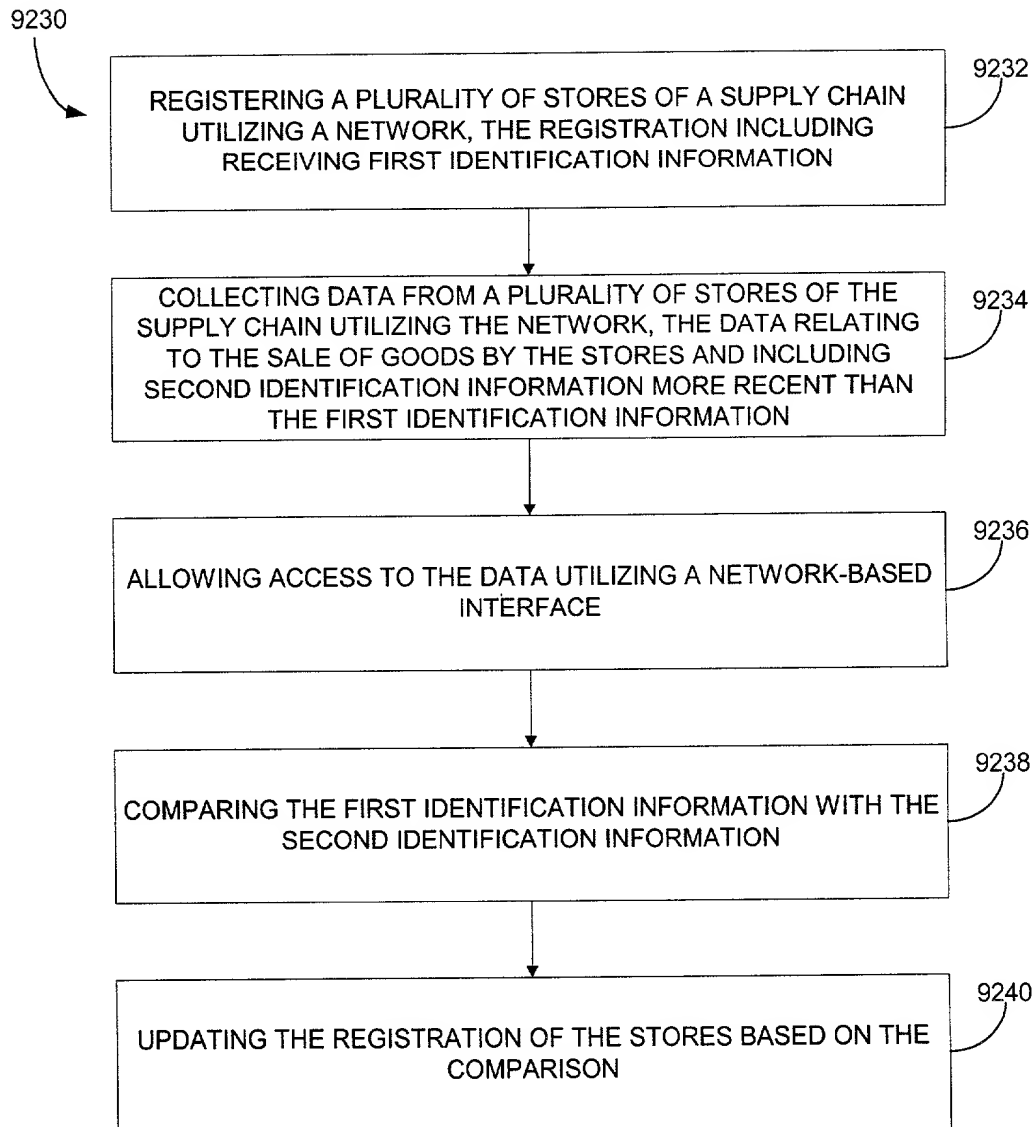 9230
9232
REGISTERING A PLURALITY OF STORES OF A SUPPLY CHAIN
UTILIZING A NETWORK, THE REGISTRATION INCLUDING
RECEIVING FIRST IDENTIFICATION INFORMATION
9234
COLLECTING DATA FROM A PLURALITY OF STORES OF THE
SUPPLY CHAIN UTILIZING THE NETWORK, THE DATA RELATING
TO THE SALE OF GOODS BY THE STORES AND INCLUDING
SECOND IDENTIFICATION INFORMATION MORE RECENT THAN
THE FIRST IDENTIFICATION INFORMATION
9236
ALLOWING ACCESS TO THE DATA UTILIZING A NETWORK-BASED
INTERFACE
9238
COMPARING THE FIRST IDENTIFICATION INFORMATION WITH THE
SECOND IDENTIFICATION INFORMATION
9240
UPDATING THE REGISTRATION OF THE STORES BASED ON THE
COMPARISON